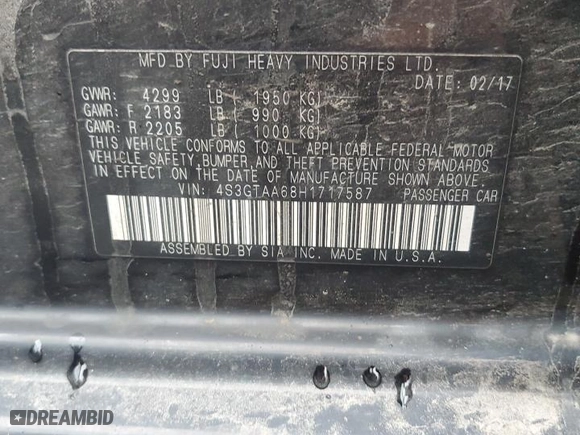 MFD BY FUJI HEAVY INDUSTRIES LTD.
DATE: 02/17
GVWR: 4299 LB ( 1950 KG)
GAWR: F 2183 LB ( 990 KG)
GAWR: R 2205 LB ( 1000 KG)
THIS VEHICLE CONFORMS TO ALL APPLICABLE FEDERAL MOTOR
VEHICLE SAFETY, BUMPER, AND THEFT PREVENTION STANDARDS
IN EFFECT ON THE DATE OF MANUFACTURE SHOWN ABOVE.
VIN: 4S3GTAA68H1717587 PASSENGER CAR
ASSEMBLED BY SIA INC. MADE IN U.S.A.
DREAMBID